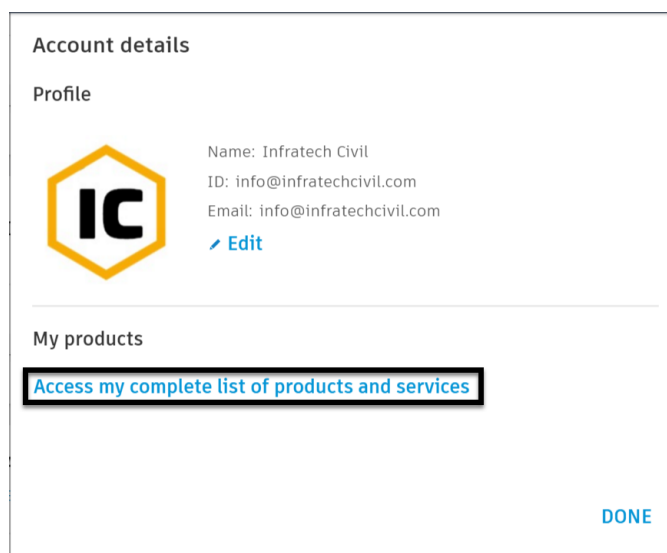 Account details
Profile
IC
Name: Infratech Civil
ID: info@infratechcivil.com
Email: info@infratechcivil.com
Edit
My products
Access my complete list of products and services
DONE